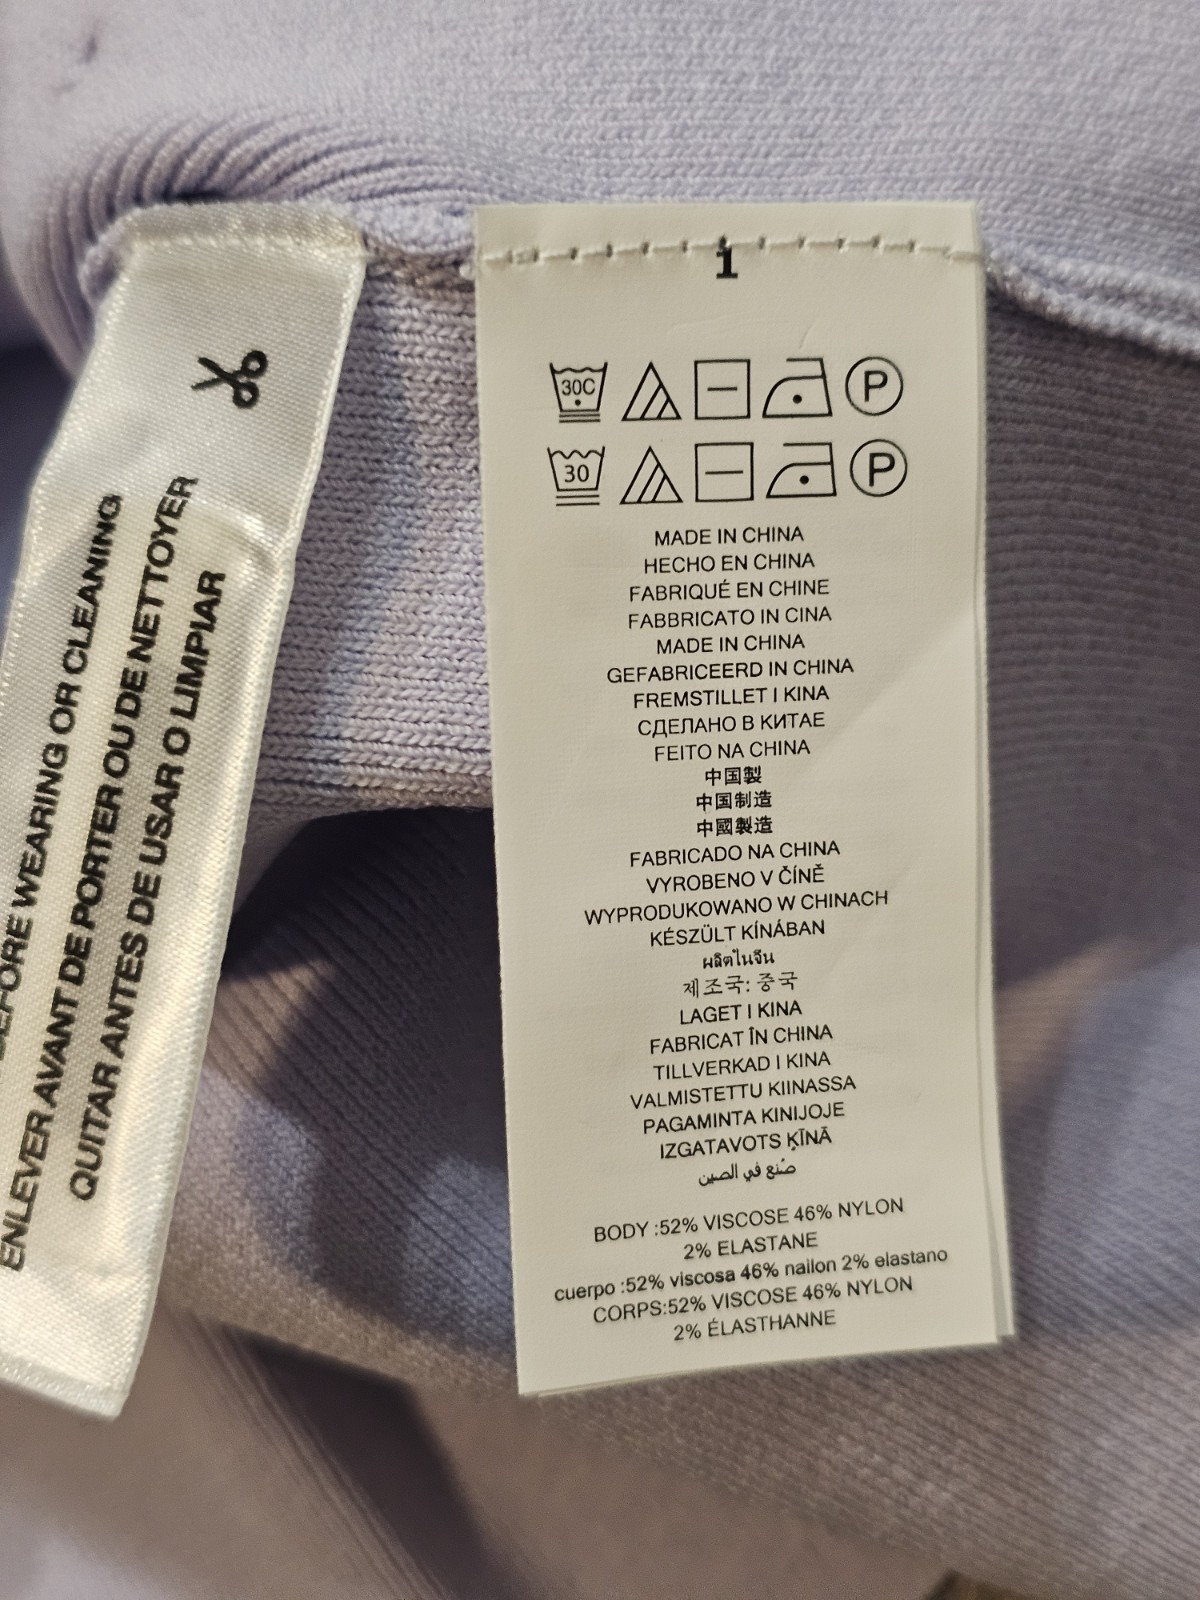 BEFORE WEARING OR CLEANING
ENLEVER AVANT DE PORTER OU DE NETTOYER
QUITAR ANTES DE USAR O LIMPIAR
1
30C
P
30
P
MADE IN CHINA
HECHO EN CHINA
FABRIQUÉ EN CHINE
FABBRICATO IN CINA
MADE IN CHINA
GEFABRICEERD IN CHINA
FREMSTILLET I KINA
СДЕЛАНО В КИТАЕ
FEITO NA CHINA
中国製
中国制造
中國製造
FABRICADO NA CHINA
VYROBENO V ČÍNĚ
WYPRODUKOWANO W CHINACH
KÉSZÜLT KÍNÁBAN
ผลิตในจีน
제조국: 중국
LAGET I KINA
FABRICAT ÎN CHINA
TILLVERKAD I KINA
VALMISTETTU KIINASSA
PAGAMINTA KINIJOJE
IZGATAVOTS ĶĪNĀ
صُنع في الصين
BODY :52% VISCOSE 46% NYLON
2% ELASTANE
cuerpo :52% viscosa 46% nailon 2% elastano
CORPS:52% VISCOSE 46% NYLON
2% ÉLASTHANNE